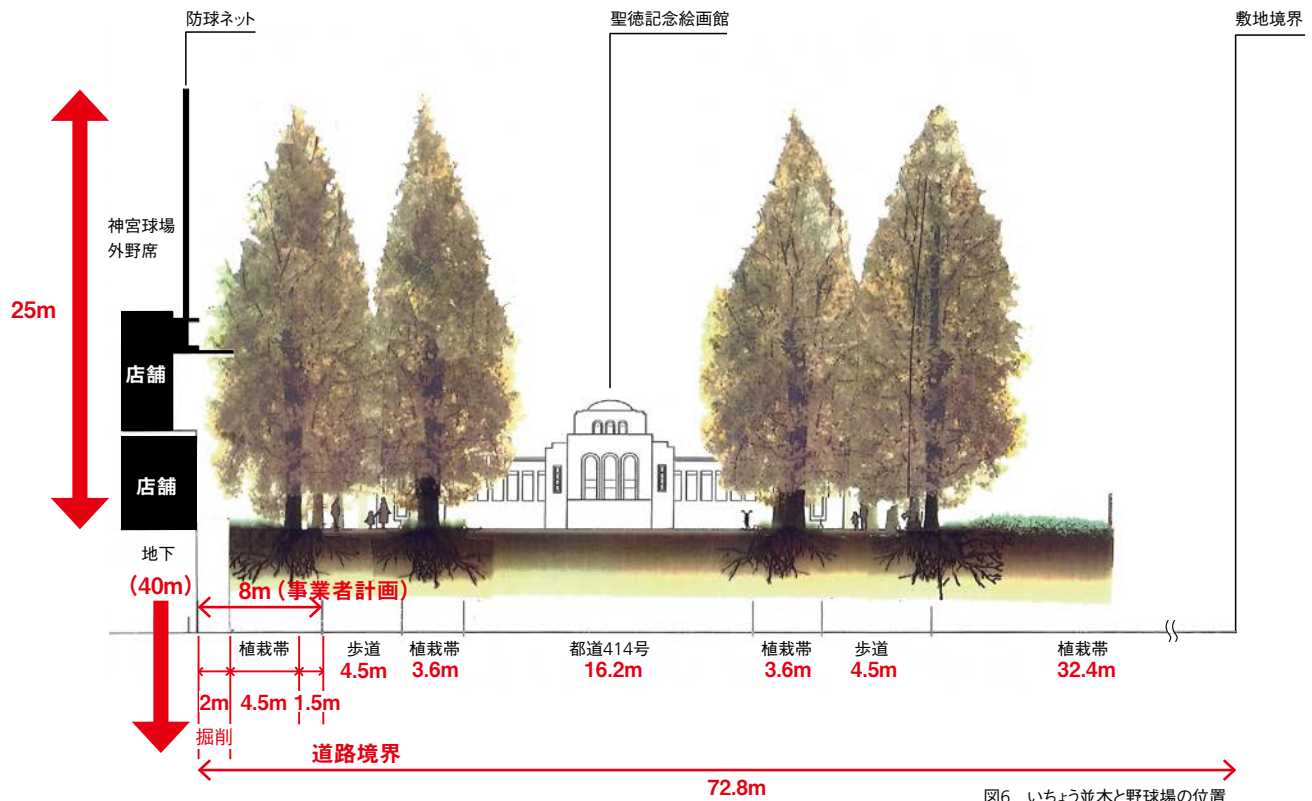 防球ネット
聖徳記念絵画館
敷地境界
神宮球場
外野席
25m
店舗
店舗
地下
(40m)
8m(事業者計画)
植栽帯
歩道
植栽帯
都道414号
植栽帯
歩道
植栽帯
4.5m
3.6m
16.2m
3.6m
4.5m
32.4m
2m
4.5m
1.5m
掘削
道路境界
72.8m
図6 いちょう並木と野球場の位置